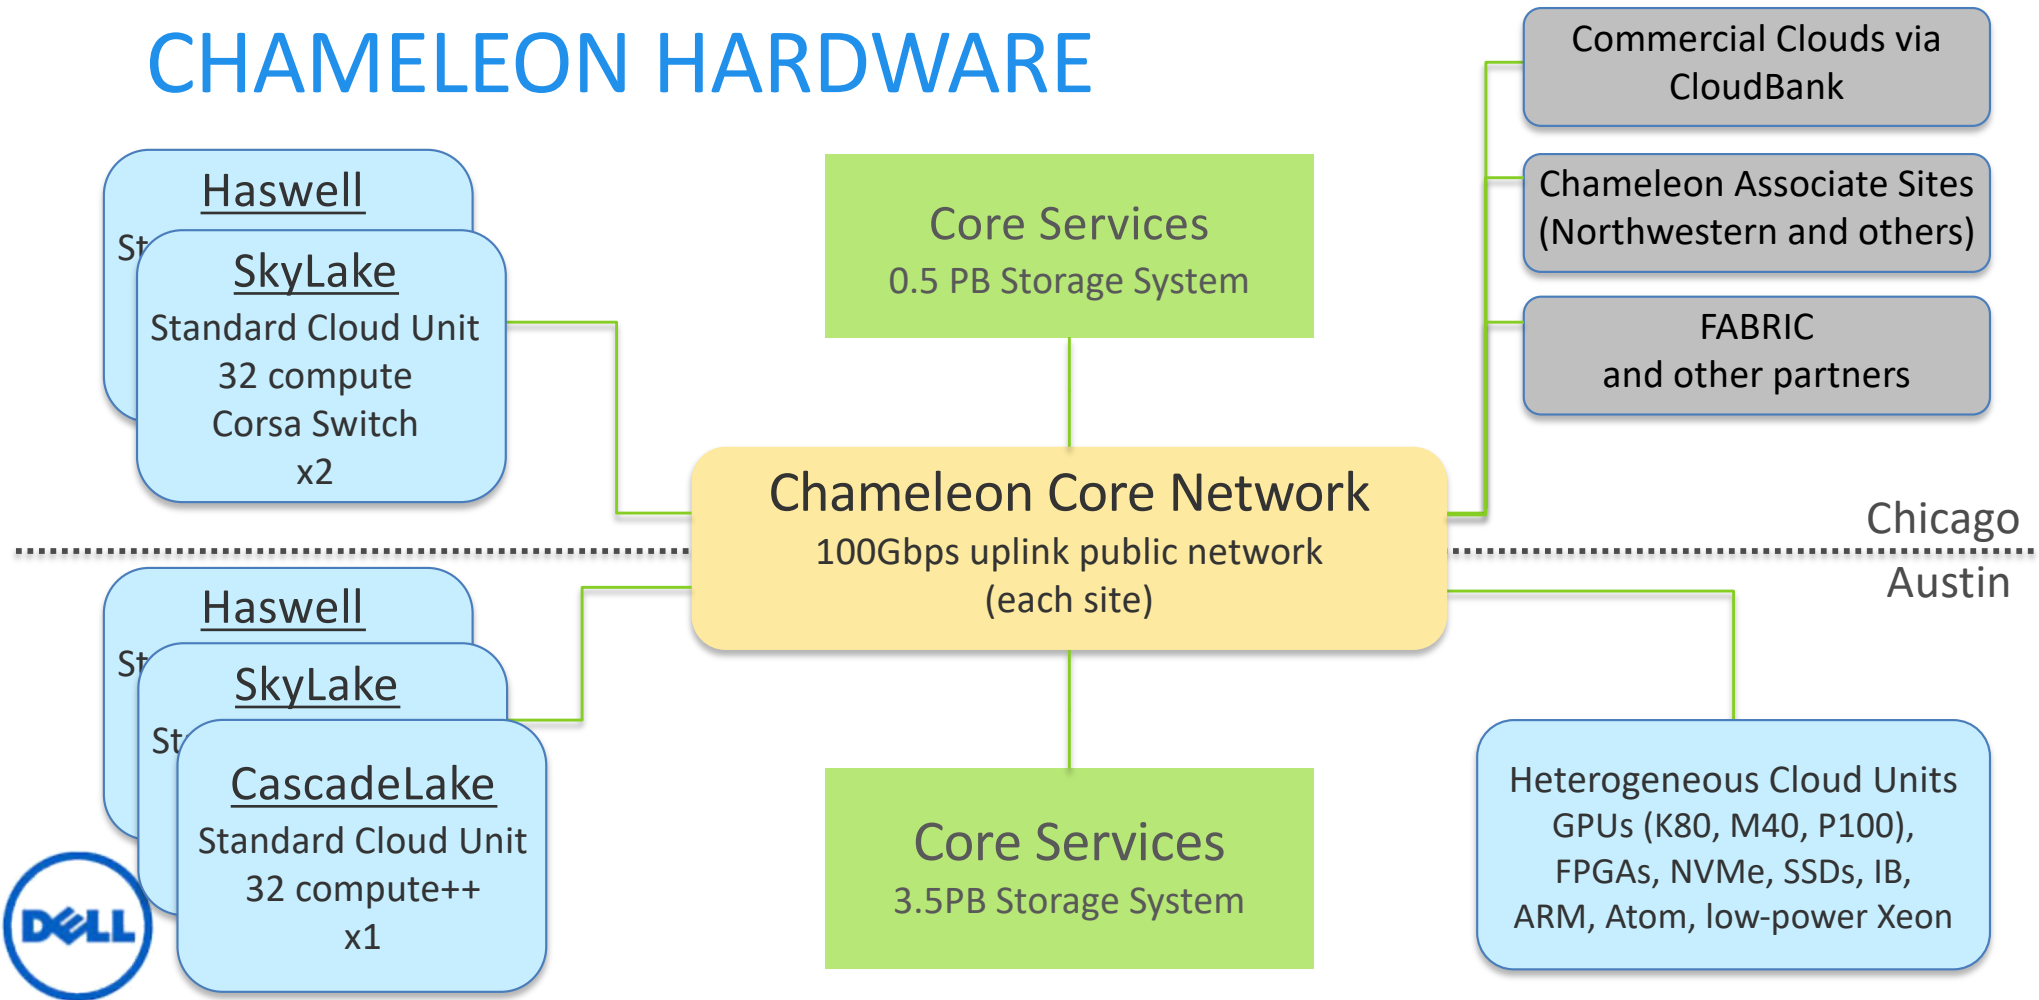 CHAMELEON HARDWARE
Commercial Clouds via
CloudBank
Chameleon Associate Sites
(Northwestern and others)
FABRIC
and other partners
Haswell
St
SkyLake
Standard Cloud Unit
32 compute
Corsa Switch
x2
Core Services
0.5 PB Storage System
Chameleon Core Network
100Gbps uplink public network
(each site)
Chicago
Austin
Haswell
St
SkyLake
St
CascadeLake
Standard Cloud Unit
32 compute++
x1
DELL
Core Services
3.5PB Storage System
Heterogeneous Cloud Units
GPUs (K80, M40, P100),
FPGAs, NVMe, SSDs, IB,
ARM, Atom, low-power Xeon